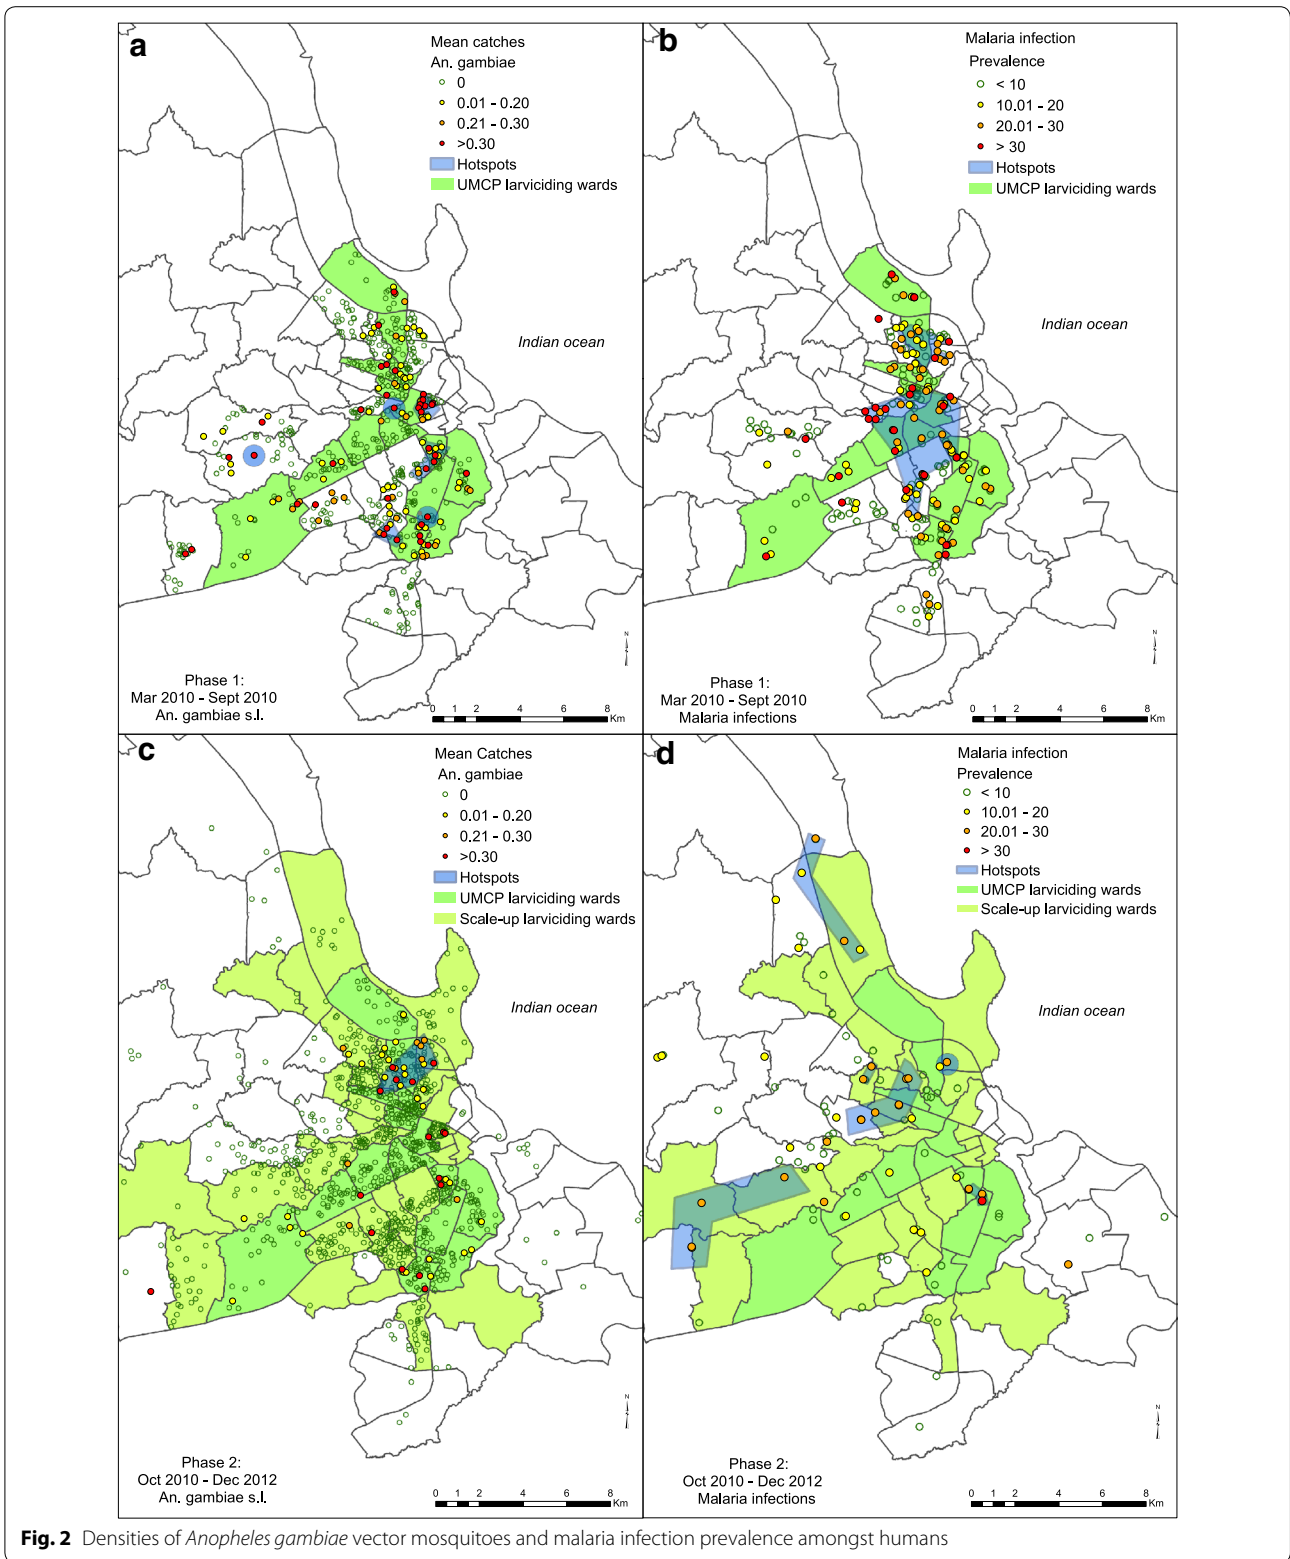 a
Mean catches
An. gambiae
0
0.01 - 0.20
0.21 - 0.30
>0.30
Hotspots
UMCP larviciding wards
Indian ocean
N
Phase 1:
Mar 2010 - Sept 2010
An. gambiae s.l.
0 1 2 4 6 8
Km
b
Malaria infection
Prevalence
< 10
10.01 - 20
20.01 - 30
> 30
Hotspots
UMCP larviciding wards
Indian ocean
N
Phase 1:
Mar 2010 - Sept 2010
Malaria infections
0 1 2 4 6 8
Km
c
Mean Catches
An. gambiae
0
0.01 - 0.20
0.21 - 0.30
>0.30
Hotspots
UMCP larviciding wards
Scale-up larviciding wards
Indian ocean
N
Phase 2:
Oct 2010 - Dec 2012
An. gambiae s.l.
0 1 2 4 6 8
Km
d
Malaria infection
Prevalence
< 10
10.01 - 20
20.01 - 30
> 30
Hotspots
UMCP larviciding wards
Scale-up larviciding wards
Indian ocean
N
Phase 2:
Oct 2010 - Dec 2012
Malaria infections
0 1 2 4 6 8
Km
Fig. 2 Densities of Anopheles gambiae vector mosquitoes and malaria infection prevalence amongst humans